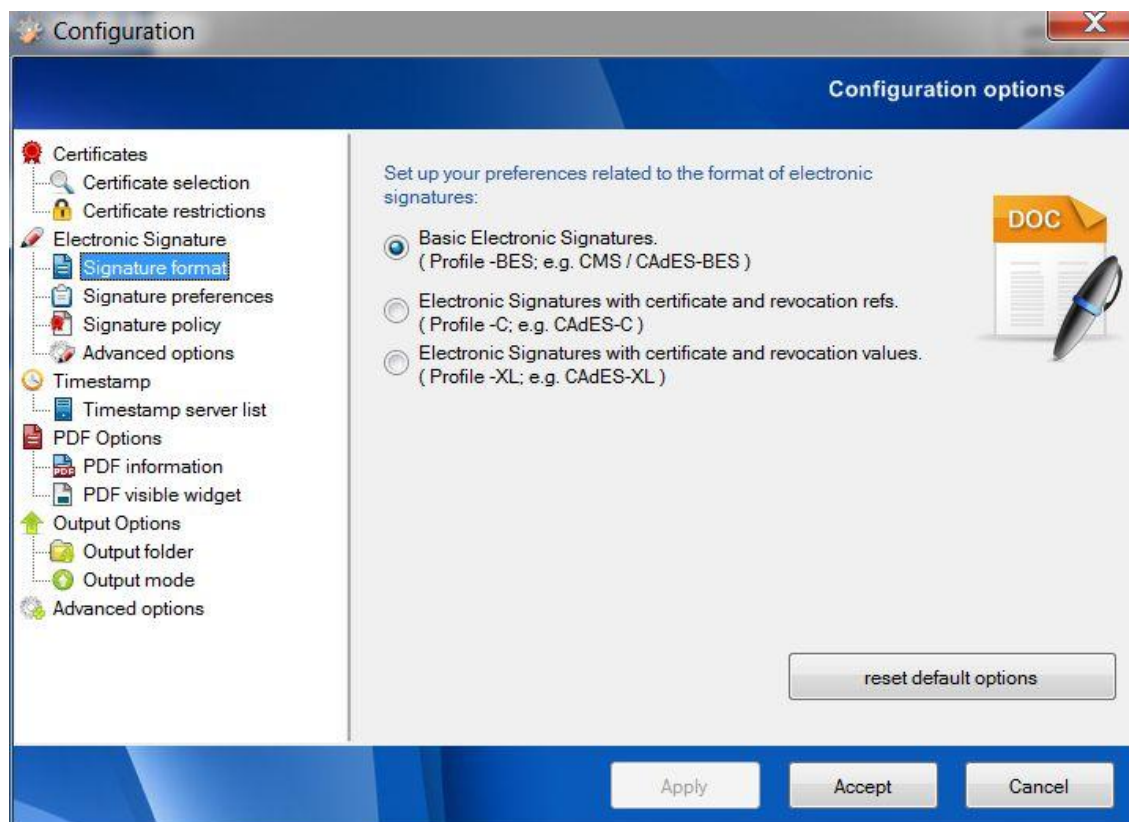 Configuration
X
Configuration options
Certificates
Certificate selection
Certificate restrictions
Electronic Signature
Signature format
Signature preferences
Signature policy
Advanced options
Timestamp
Timestamp server list
PDF Options
PDF information
PDF visible widget
Output Options
Output folder
Output mode
Advanced options
Set up your preferences related to the format of electronic
signatures:
Basic Electronic Signatures.
( Profile -BES; e.g. CMS / CAdES-BES )
Electronic Signatures with certificate and revocation refs.
( Profile -C; e.g. CAdES-C )
Electronic Signatures with certificate and revocation values.
( Profile -XL; e.g. CAdES-XL )
DOC
reset default options
Apply
Accept
Cancel